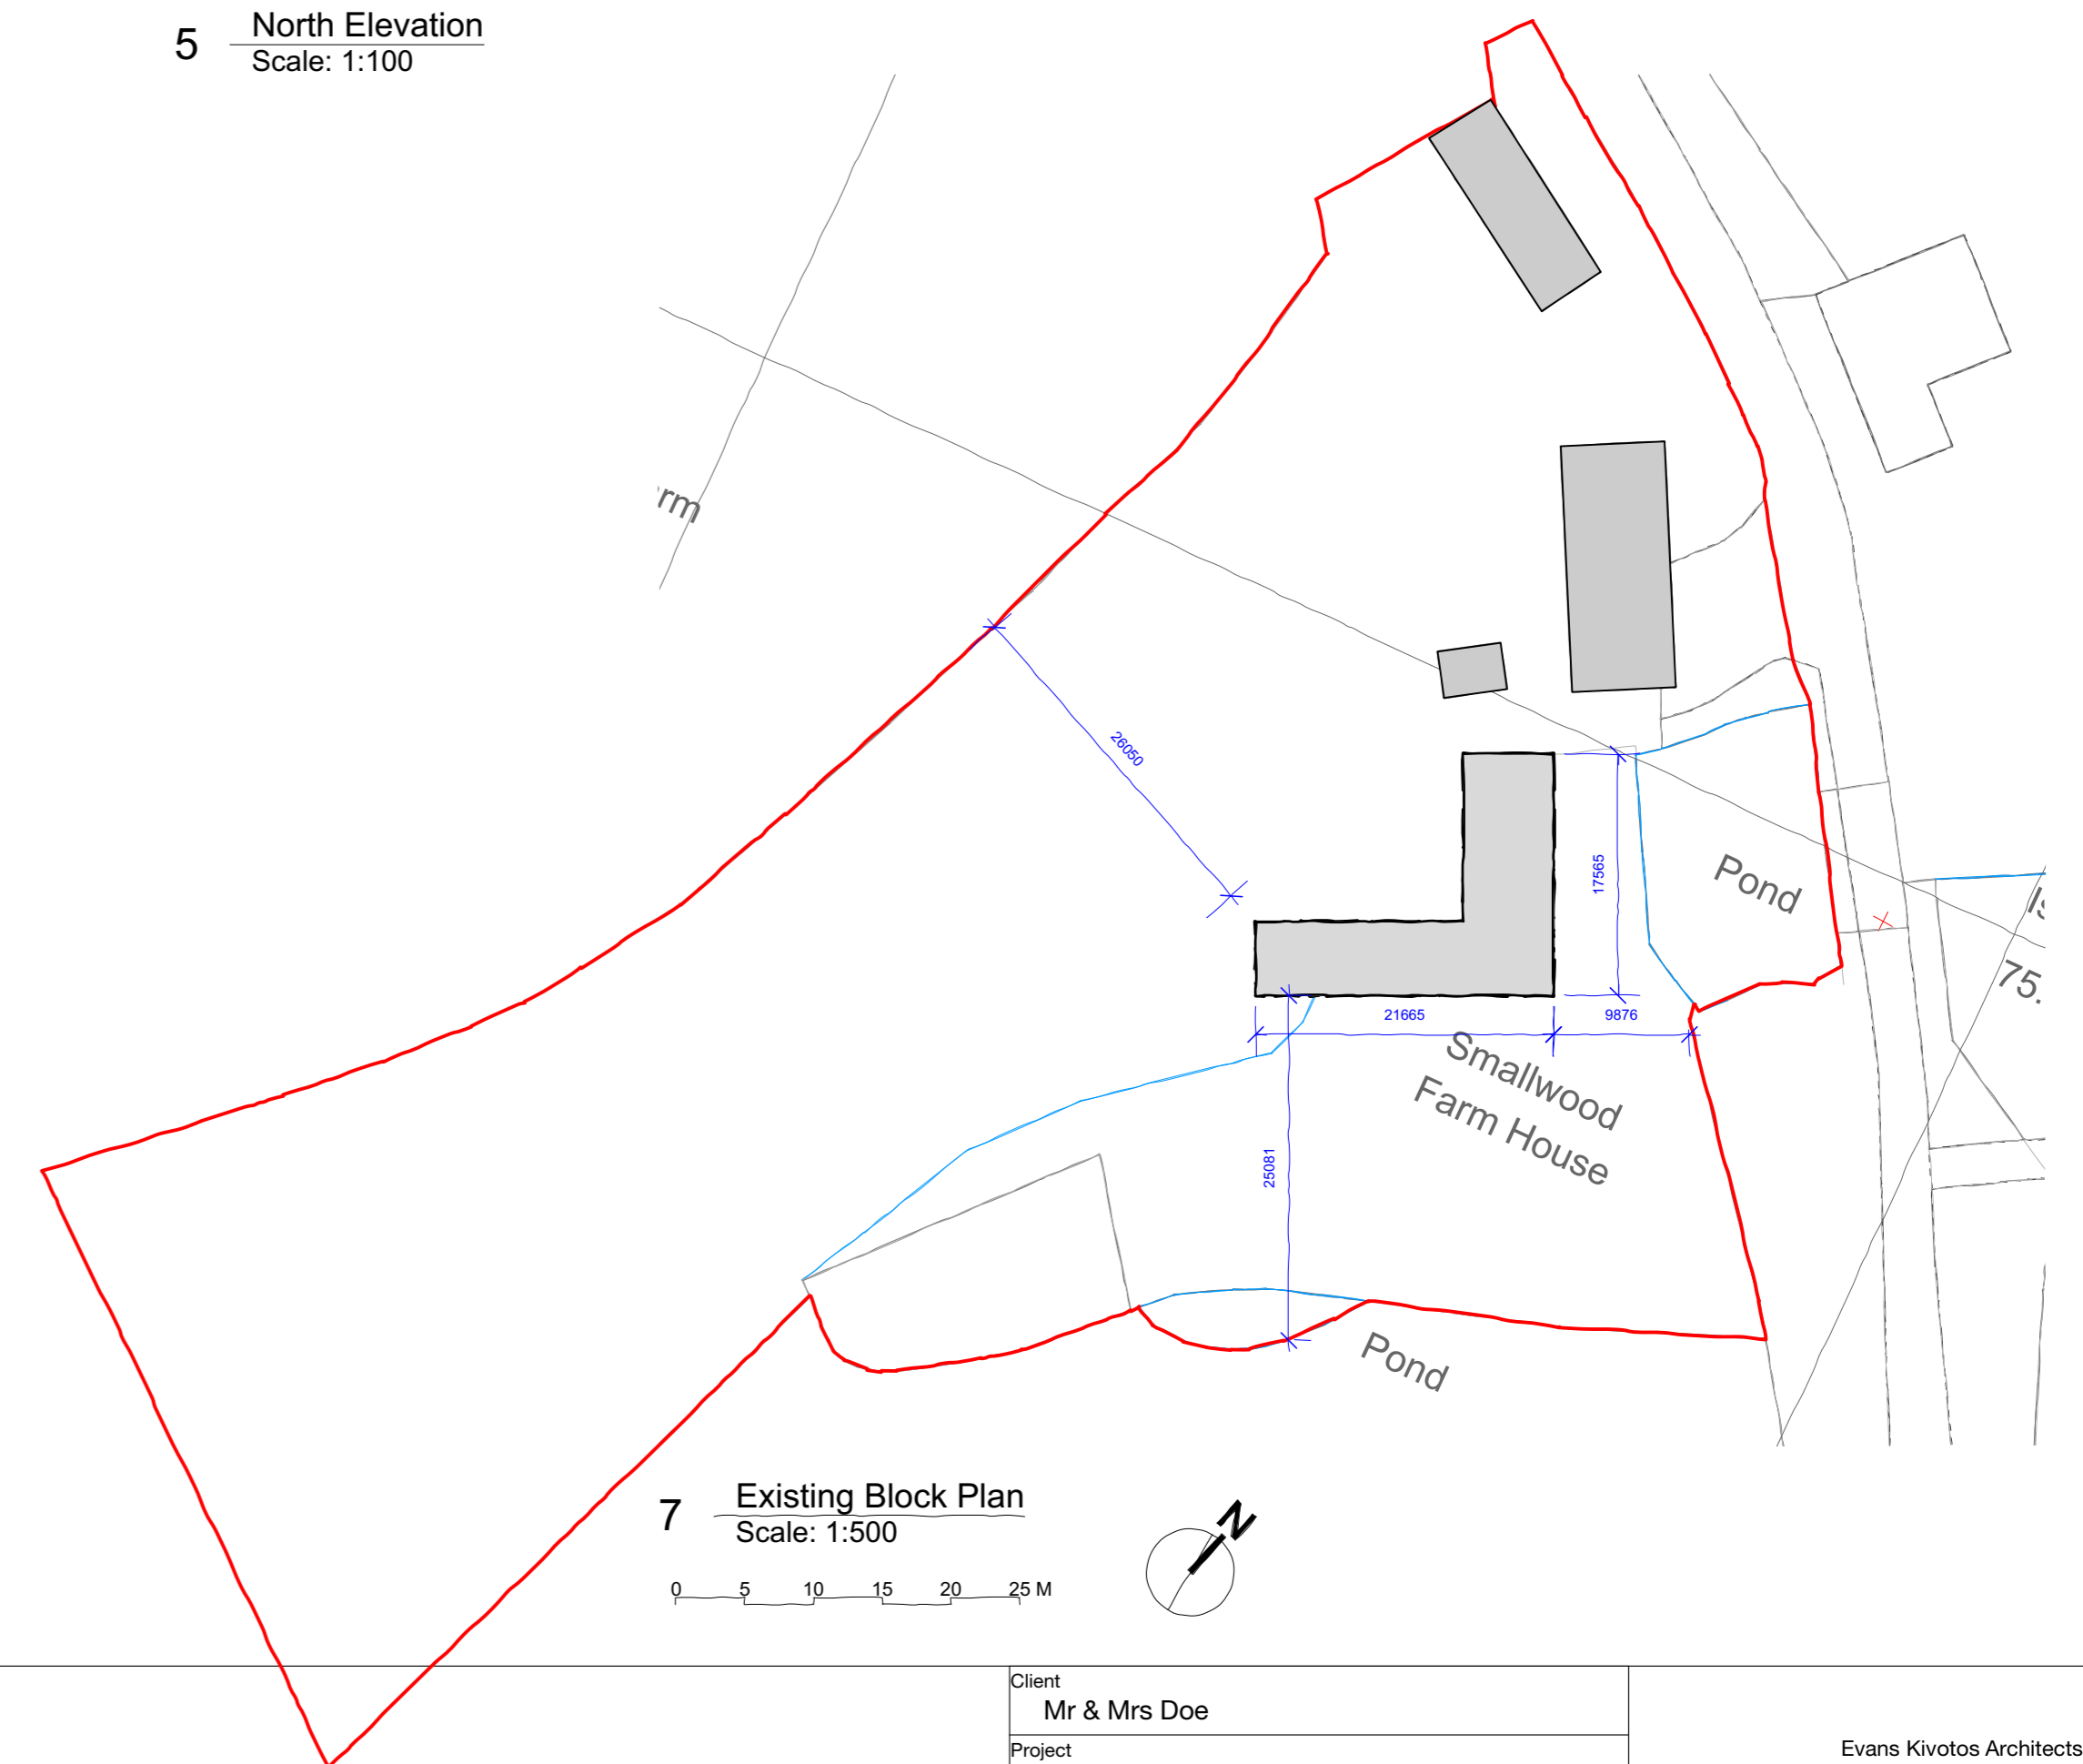 5
North Elevation
Scale: 1:100
rm
26050
17565
Pond
75.
21665
9876
Smallwood
Farm House
25081
Pond
7
Existing Block Plan
Scale: 1:500
N
0 5 10 15 20 25 M
Client
Mr & Mrs Doe
Project
Evans Kivotos Architects